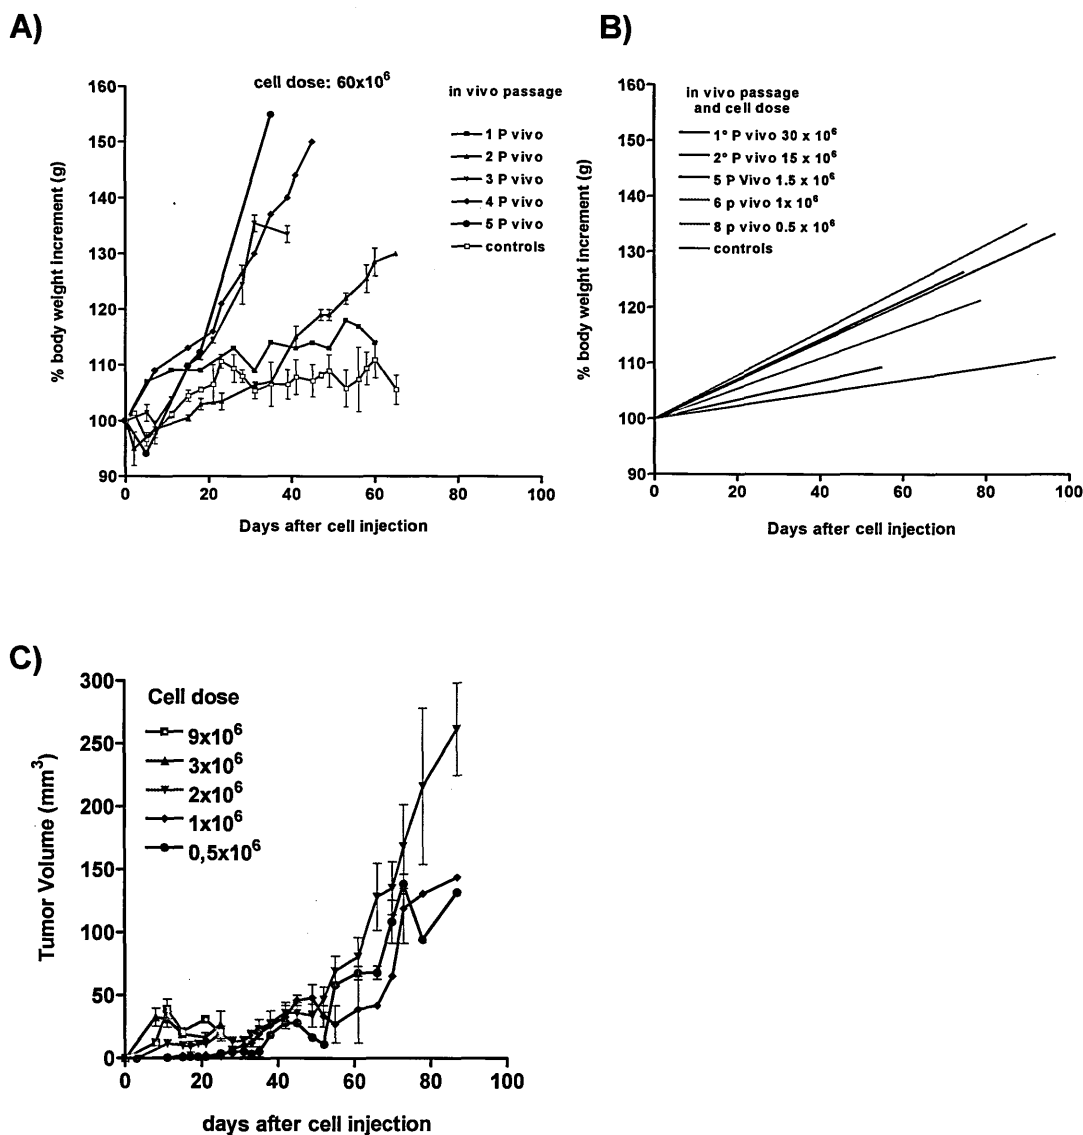 A)
cell dose: 60x10⁶
in vivo passage
1 P vivo
2 P vivo
3 P vivo
4 P vivo
5 P vivo
controls
% body weight increment (g)
160
150
140
130
120
110
100
90
0 20 40 60 80 100
Days after cell injection
B)
in vivo passage
and cell dose
1° P vivo 30 x 10⁶
2° P vivo 15 x 10⁶
5 P Vivo 1.5 x 10⁶
6 p vivo 1x 10⁶
8 p vivo 0.5 x 10⁶
controls
% body weight increment (g)
160
150
140
130
120
110
100
90
0 20 40 60 80 100
Days after cell injection
C)
Cell dose
9x10⁶
3x10⁶
2x10⁶
1x10⁶
0,5x10⁶
Tumor Volume (mm³)
300
250
200
150
100
50
0
0 20 40 60 80 100
days after cell injection